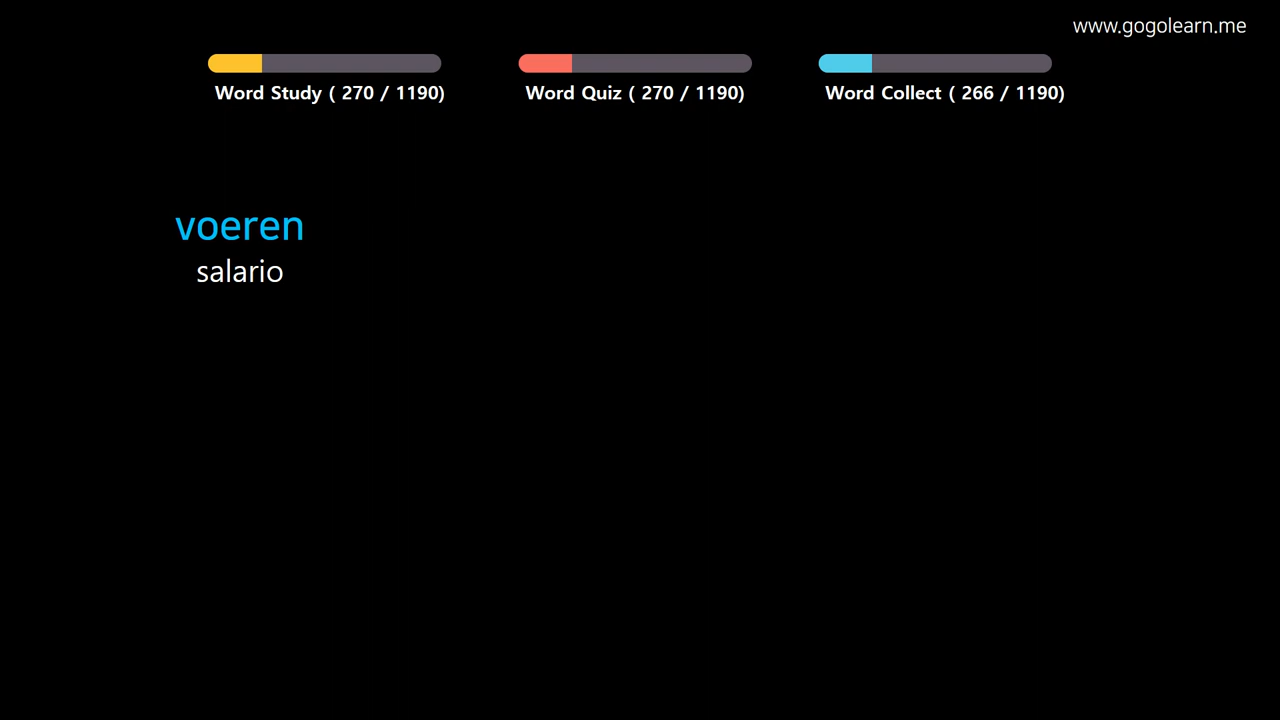 www.gogolearn.me
Word Study ( 270 / 1190)
Word Quiz ( 270 / 1190)
Word Collect ( 266 / 1190)
voeren
salario